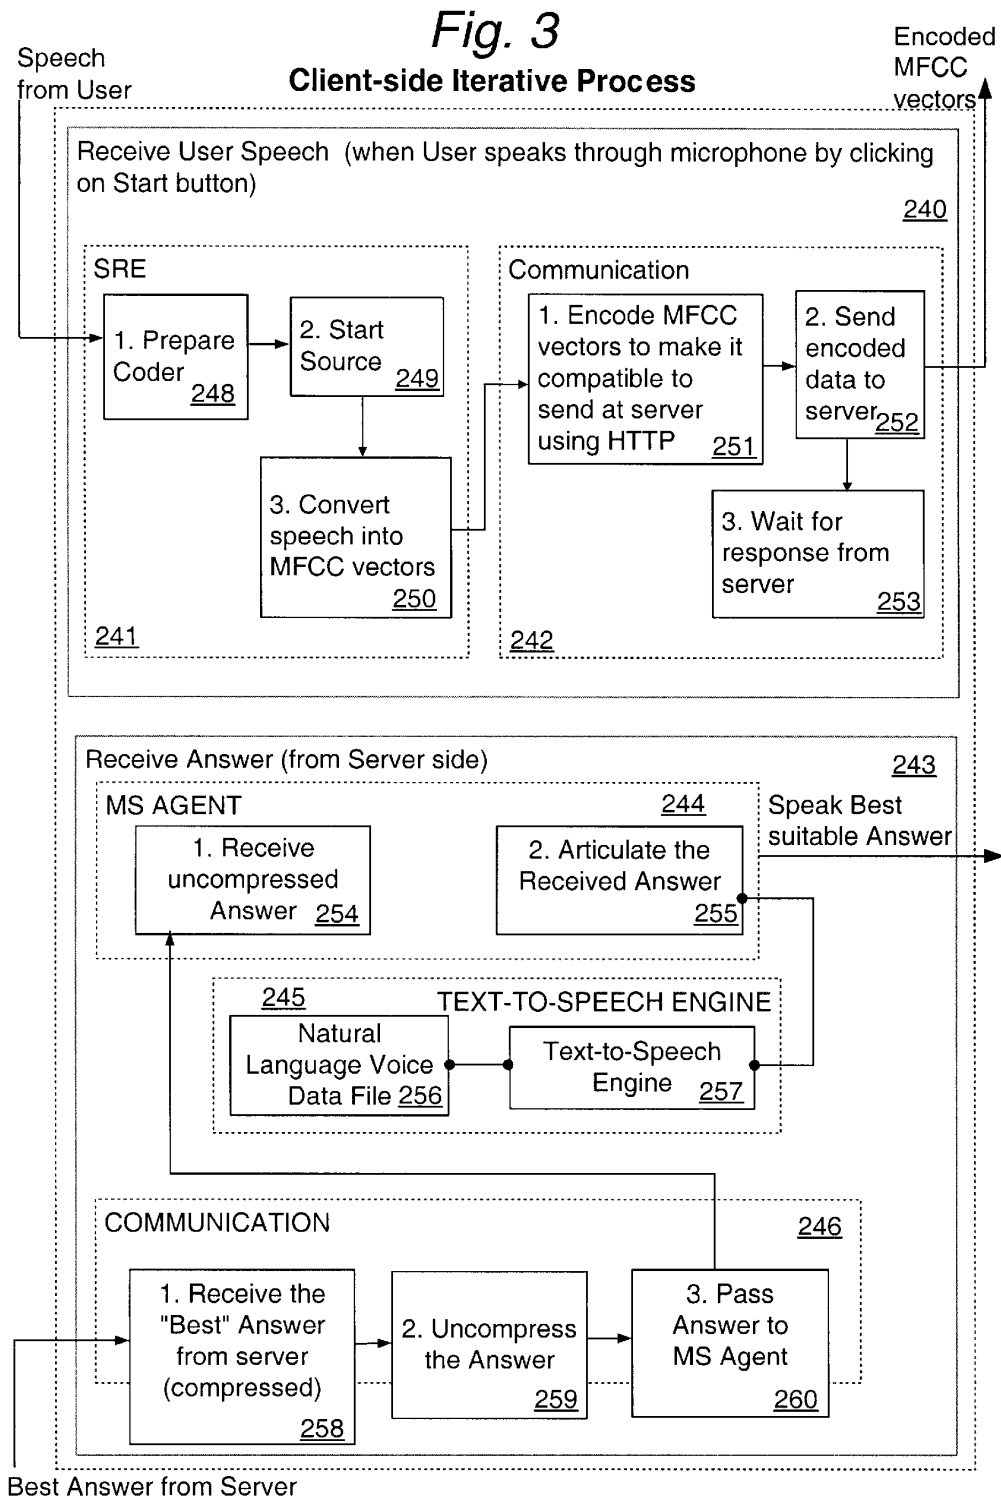 Fig. 3
Client-side Iterative Process
Speech
from User
Encoded
MFCC
vectors
Receive User Speech (when User speaks through microphone by clicking
on Start button)
240
SRE
1. Prepare
Coder
248
2. Start
Source
249
3. Convert
speech into
MFCC vectors
250
241
Communication
1. Encode MFCC
vectors to make it
compatible to
send at server
using HTTP
251
2. Send
encoded
data to
server
252
3. Wait for
response from
server
253
242
Receive Answer (from Server side)
243
MS AGENT
244
1. Receive
uncompressed
Answer
254
2. Articulate the
Received Answer
255
Speak Best
suitable Answer
245
TEXT-TO-SPEECH ENGINE
Natural
Language Voice
Data File 256
Text-to-Speech
Engine
257
COMMUNICATION
246
1. Receive the
"Best" Answer
from server
(compressed)
258
2. Uncompress
the Answer
259
3. Pass
Answer to
MS Agent
260
Best Answer from Server